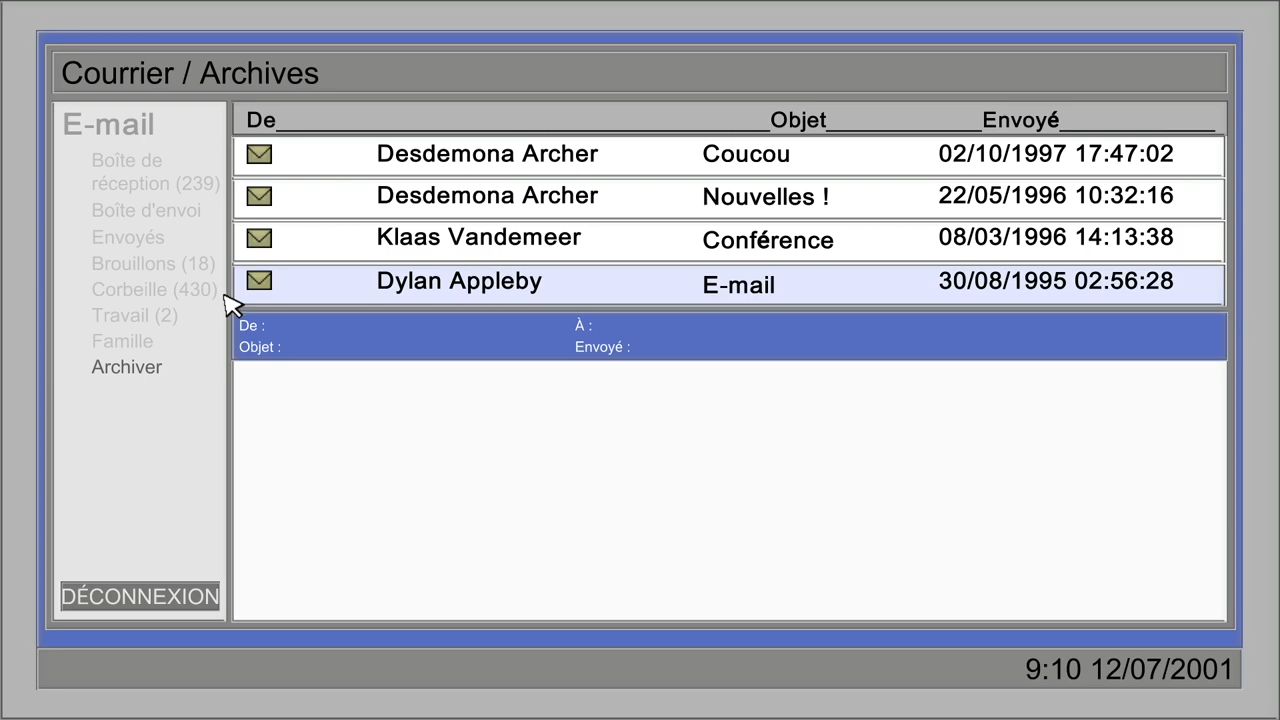 Courrier / Archives
E-mail
Boîte de
réception (239)
Boîte d'envoi
Envoyés
Brouillons (18)
Corbeille (430)
Travail (2)
Famille
Archiver
DÉCONNEXION
De Objet Envoyé
Desdemona Archer Coucou 02/10/1997 17:47:02
Desdemona Archer Nouvelles ! 22/05/1996 10:32:16
Klaas Vandemeer Conférence 08/03/1996 14:13:38
Dylan Appleby E-mail 30/08/1995 02:56:28
De : À :
Objet : Envoyé :
9:10 12/07/2001